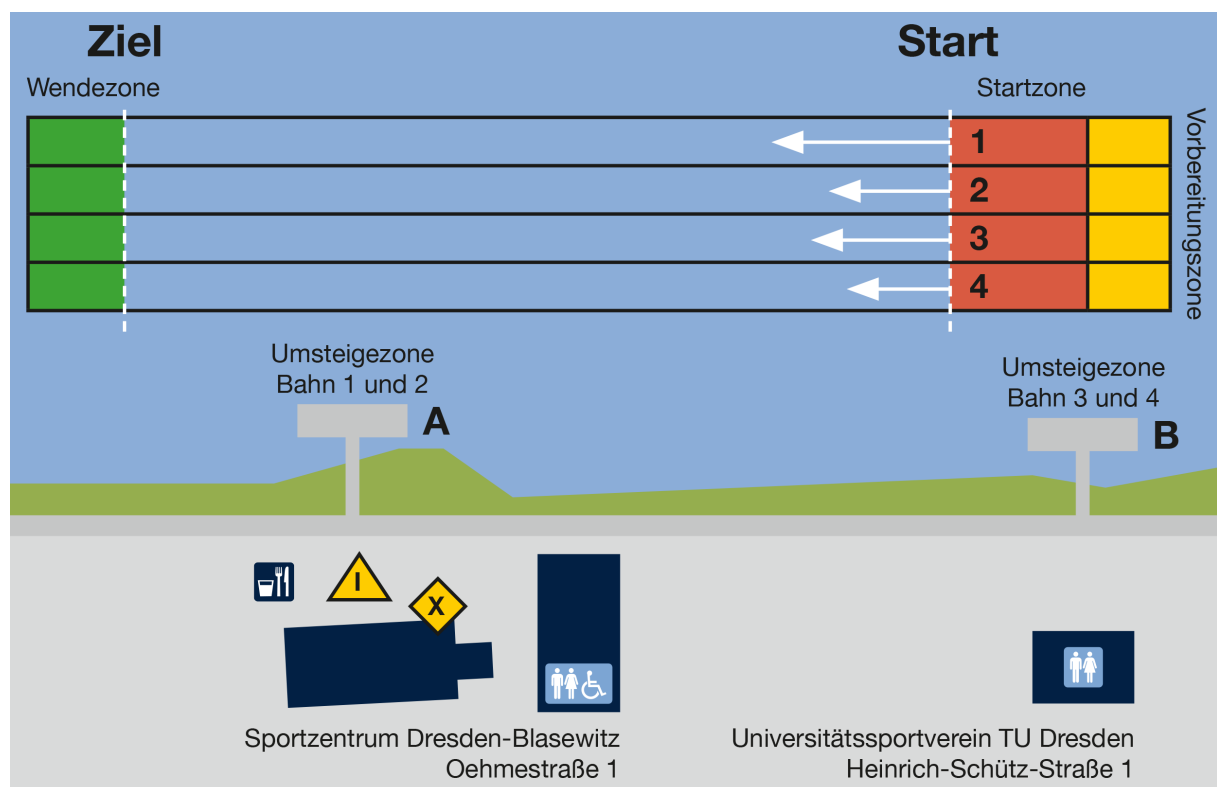 Ziel
Start
Wendezone
Startzone
Vorbereitungszone
1
2
3
4
Umsteigezone
Bahn 1 und 2
A
Umsteigezone
Bahn 3 und 4
B
I
X
Sportzentrum Dresden-Blasewitz
Oehmestraße 1
Universitätssportverein TU Dresden
Heinrich-Schütz-Straße 1